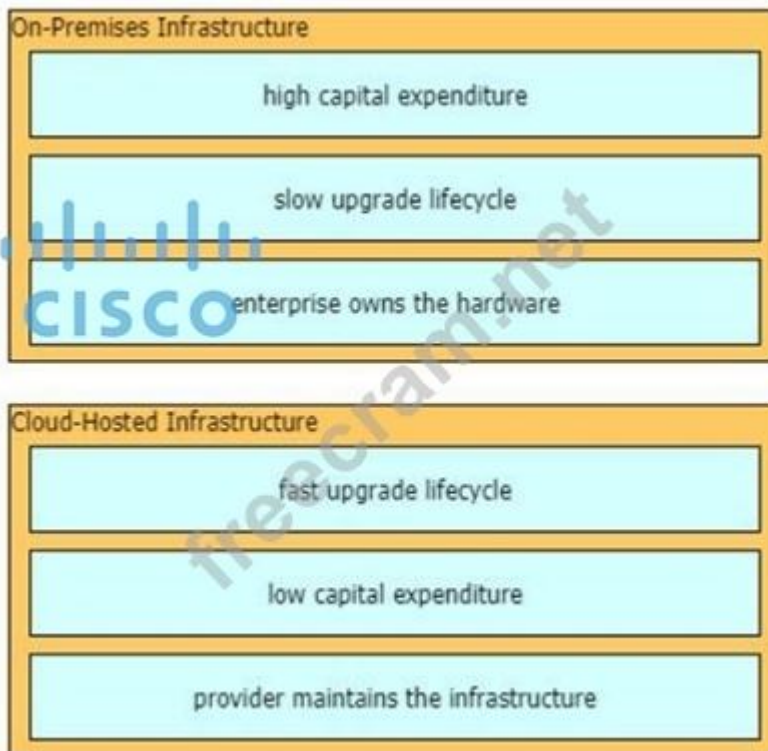 On-Premises Infrastructure
high capital expenditure
slow upgrade lifecycle
CISCO
enterprise owns the hardware
Cloud-Hosted Infrastructure
fast upgrade lifecycle
low capital expenditure
provider maintains the infrastructure
freecram.net